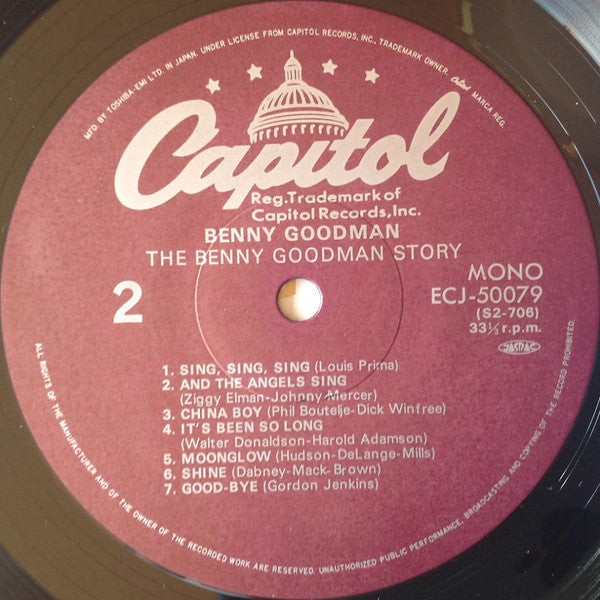 MFD BY TOSHIBA-EMI LTD. IN JAPAN. UNDER LICENSE FROM CAPITOL RECORDS, INC., TRADEMARK OWNER, Capitol MARCA REG.
Capitol
Reg.Trademark of
Capitol Records,Inc.
BENNY GOODMAN
THE BENNY GOODMAN STORY
2
MONO
ECJ-50079
(S2-706)
33⅓ r.p.m.
JASRAC
1. SING, SING, SING (Louis Prima)
2. AND THE ANGELS SING
(Ziggy Elman-Johnny Mercer)
3. CHINA BOY (Phil Boutelje-Dick Winfree)
4. IT'S BEEN SO LONG
(Walter Donaldson-Harold Adamson)
5. MOONGLOW (Hudson-DeLange-Mills)
6. SHINE (Dabney-Mack-Brown)
7. GOOD-BYE (Gordon Jenkins)
ALL RIGHTS OF THE MANUFACTURER AND OF THE OWNER OF THE RECORDED WORK ARE RESERVED. UNAUTHORIZED PUBLIC PERFORMANCE, BROADCASTING AND COPYING OF THE RECORD PROHIBITED.